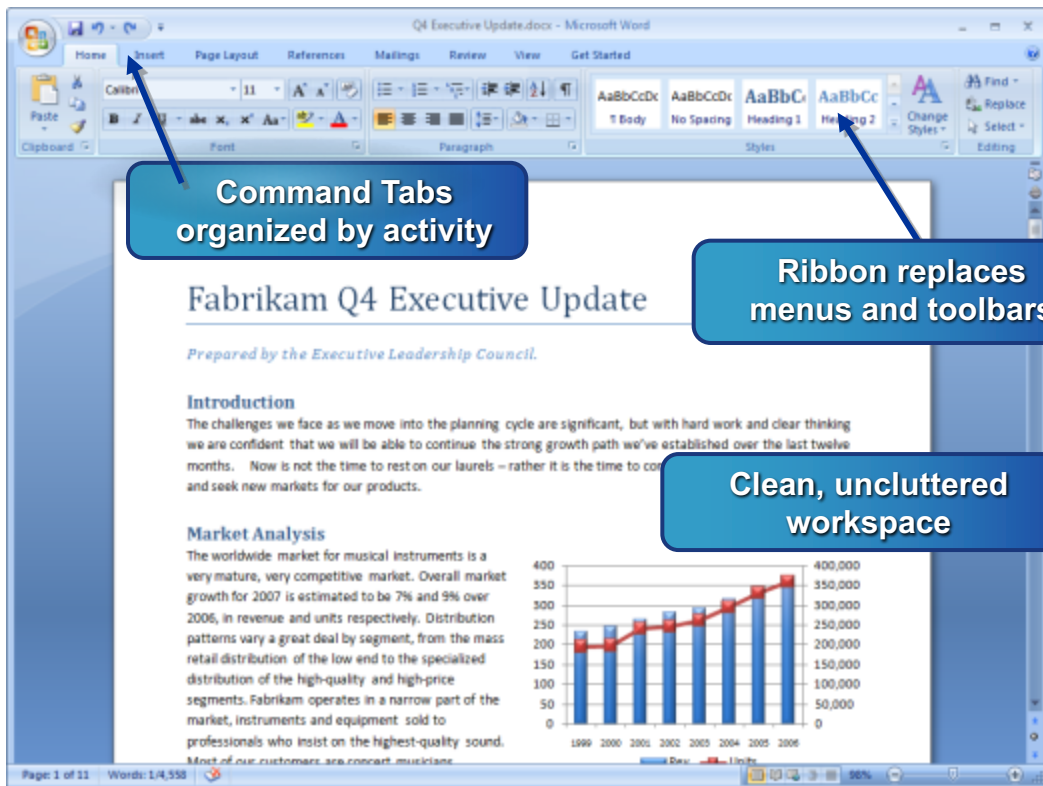 Q4 Executive Update.docx - Microsoft Word
Home Insert Page Layout References Mailings Review View Get Started
Paste
Calibri
11
AaBbCcDc AaBbCcDc AaBbC AaBbCc
¶ Body No Spacing Heading 1 Heading 2
Change
Styles
Find
Replace
Select
Clipboard Font Paragraph Styles Editing
Command Tabs
organized by activity
Ribbon replaces
menus and toolbars
Fabrikam Q4 Executive Update
Prepared by the Executive Leadership Council.
Introduction
The challenges we face as we move into the planning cycle are significant, but with hard work and clear thinking
we are confident that we will be able to continue the strong growth path we've established over the last twelve
months. Now is not the time to rest on our laurels – rather it is the time to
and seek new markets for our products.
Clean, uncluttered
workspace
Market Analysis
The worldwide market for musical instruments is a
very mature, very competitive market. Overall market
growth for 2007 is estimated to be 7% and 9% over
2006, in revenue and units respectively. Distribution
patterns vary a great deal by segment, from the mass
retail distribution of the low end to the specialized
distribution of the high-quality and high-price
segments. Fabrikam operates in a narrow part of the
market, instruments and equipment sold to
professionals who insist on the highest-quality sound.
Most of our customers are concert musicians
400 400,000
350 350,000
300 300,000
250 250,000
200 200,000
150 150,000
100 100,000
50 50,000
0 0
1999 2000 2001 2002 2003 2004 2005 2006
Rev Units
Page: 1 of 11 Words: 1/4,558 98%